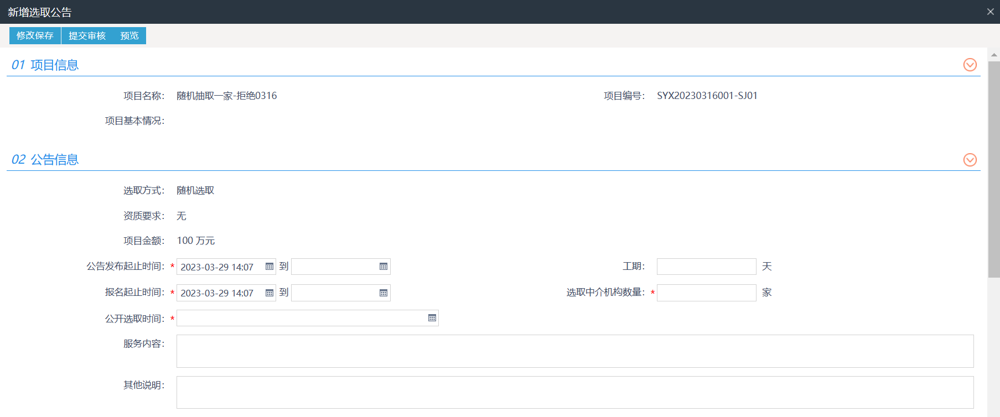 新增选取公告
修改保存 提交审核 预览
01 项目信息
项目名称： 随机抽取一家-拒绝0316 项目编号： SYX20230316001-SJ01
项目基本情况：
02 公告信息
选取方式： 随机选取
资质要求： 无
项目金额： 100 万元
公告发布起止时间：* 2023-03-29 14:07 到 工期： 天
报名起止时间：* 2023-03-29 14:07 到 选取中介机构数量：* 家
公开选取时间：*
服务内容：
其他说明：